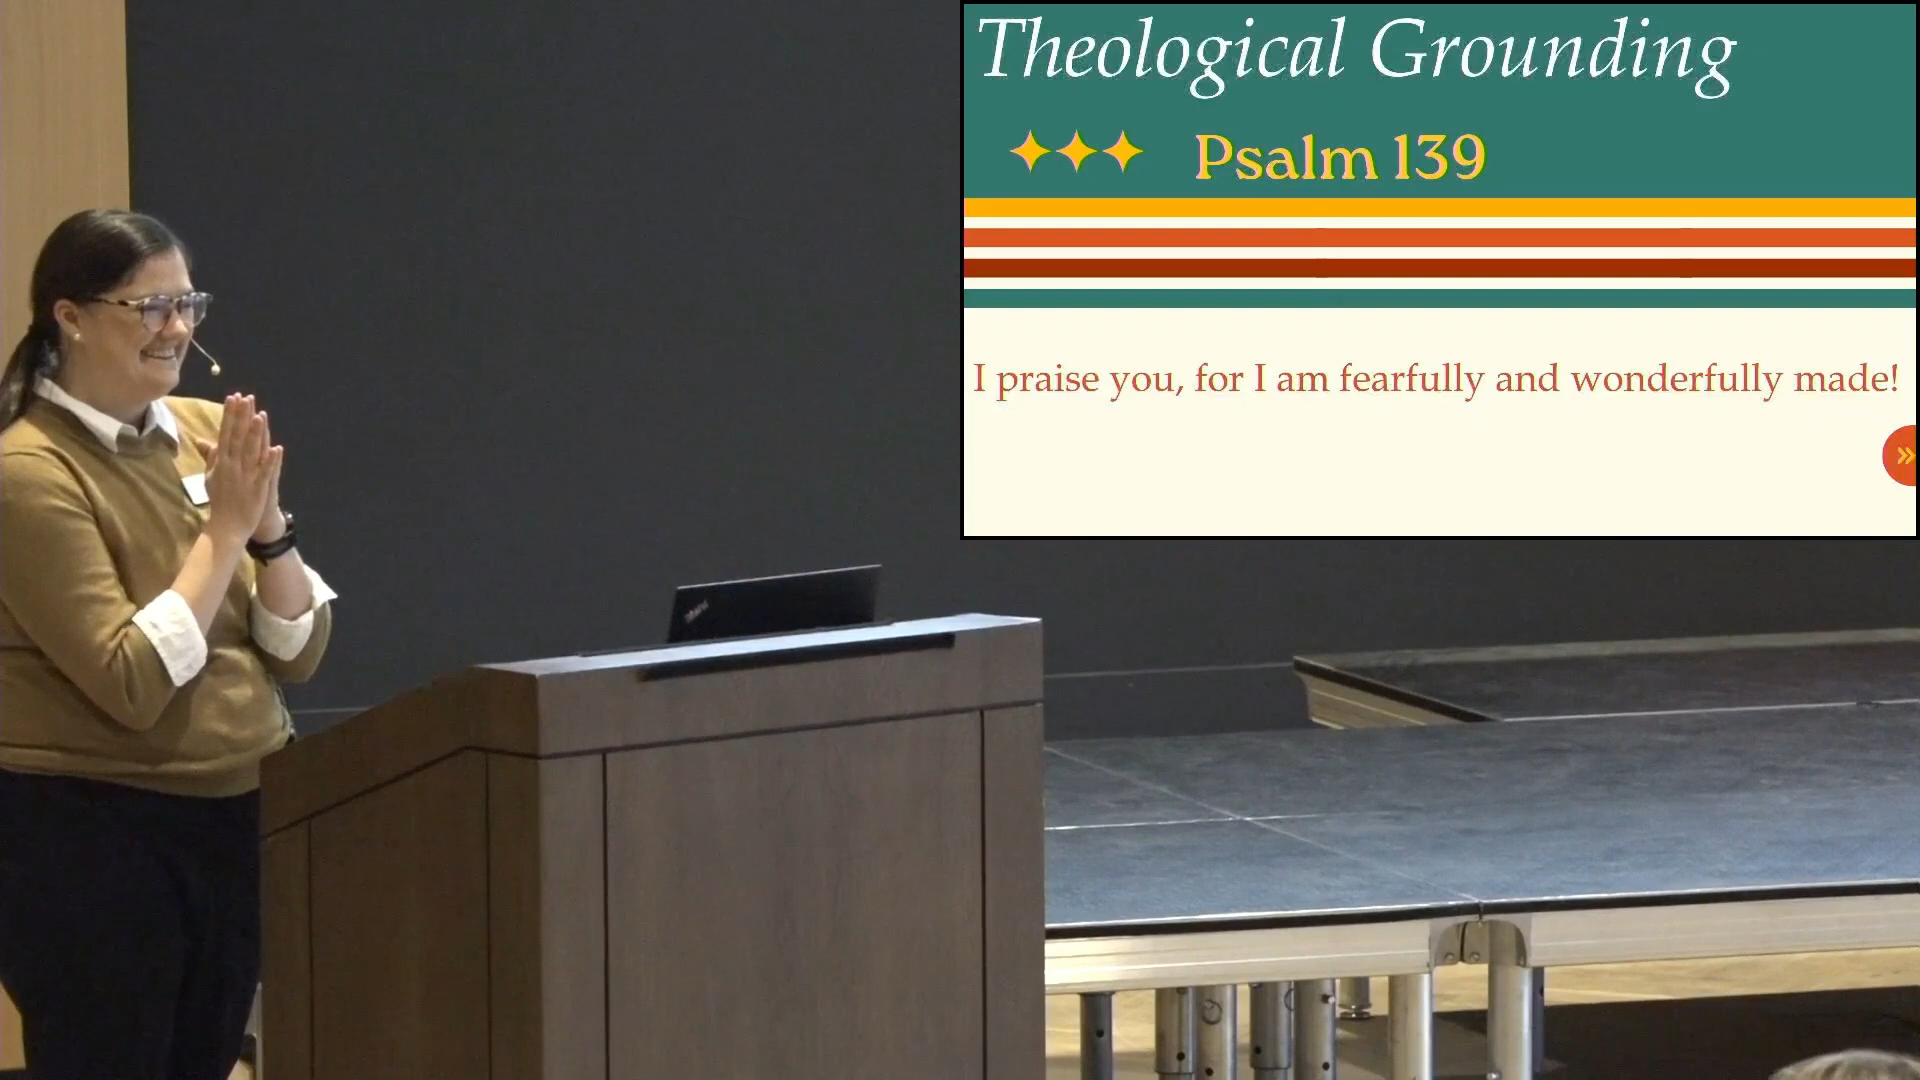 Theological Grounding
Psalm 139
I praise you, for I am fearfully and wonderfully made!